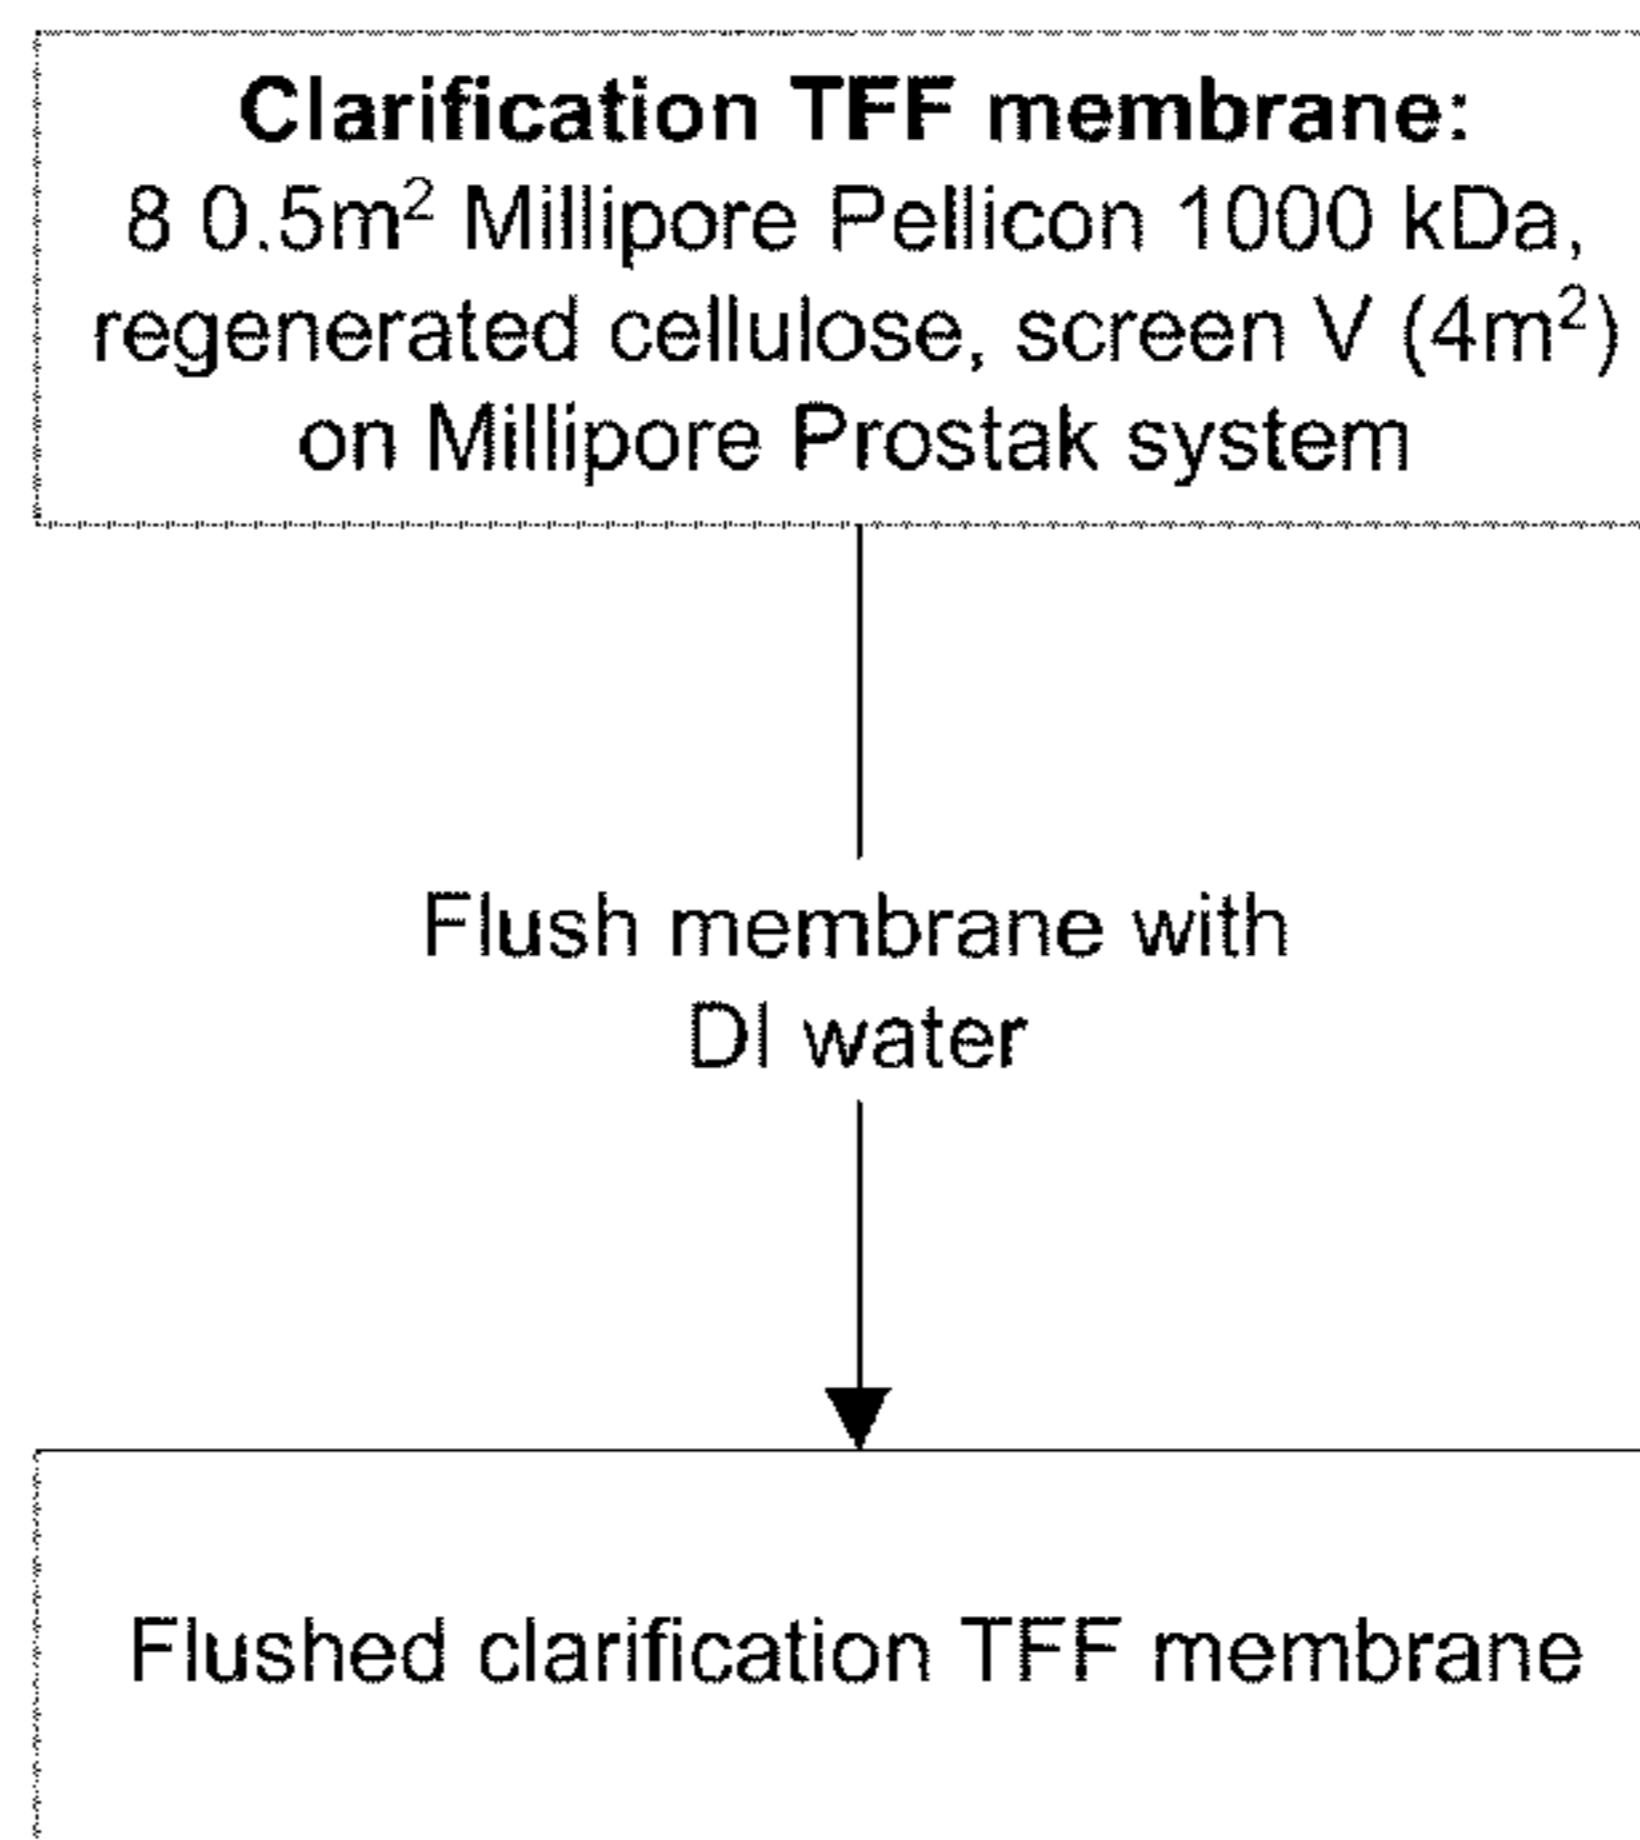 Clarification TFF membrane:
8 0.5m² Millipore Pellicon 1000 kDa,
regenerated cellulose, screen V (4m²)
on Millipore Prostak system
Flush membrane with
DI water
Flushed clarification TFF membrane